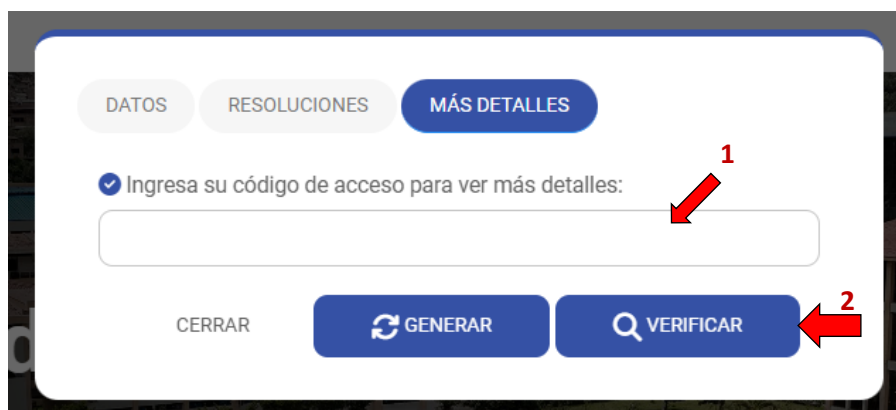 DATOS RESOLUCIONES MÁS DETALLES
1
Ingresa su código de acceso para ver más detalles:
CERRAR GENERAR VERIFICAR
2
d